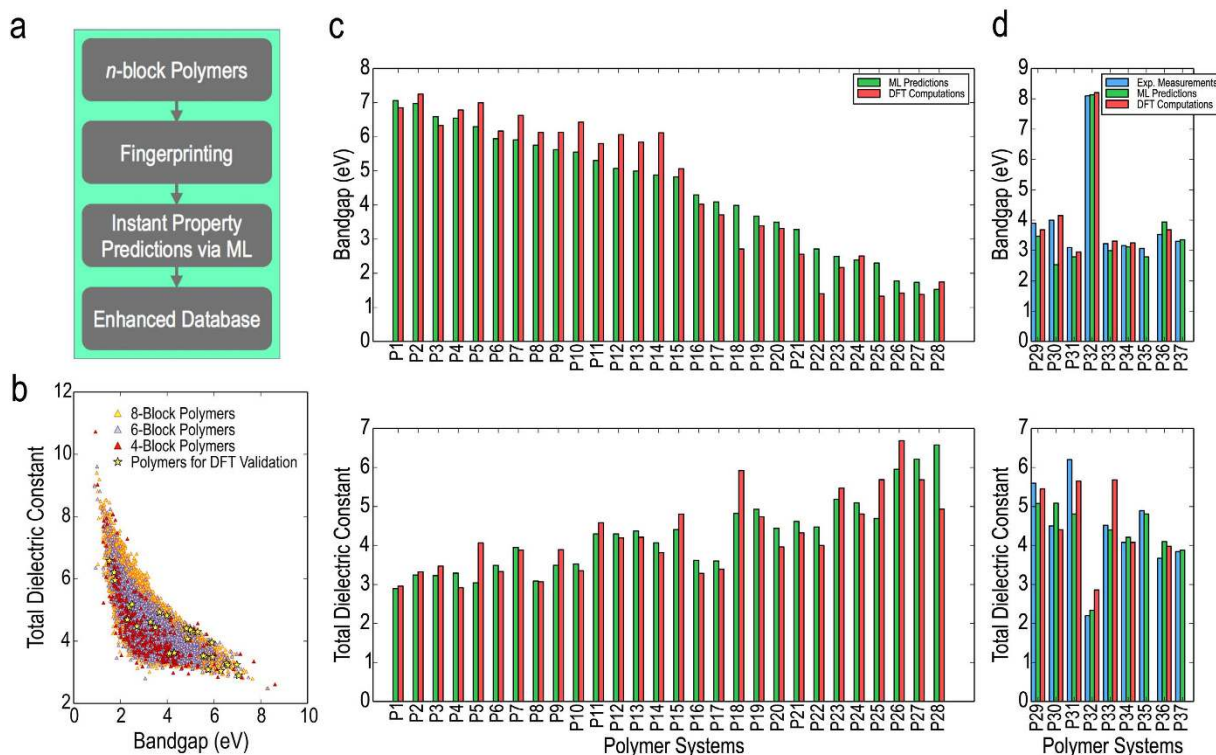 a
n-block Polymers
Fingerprinting
Instant Property
Predictions via ML
Enhanced Database
b
12
10
8
6
4
2
0 2 4 6 8 10
Total Dielectric Constant
Bandgap (eV)
8-Block Polymers
6-Block Polymers
4-Block Polymers
Polymers for DFT Validation
c
8
7
6
5
4
3
2
1
0
Bandgap (eV)
ML Predictions
DFT Computations
P1 P2 P3 P4 P5 P6 P7 P8 P9 P10 P11 P12 P13 P14 P15 P16 P17 P18 P19 P20 P21 P22 P23 P24 P25 P26 P27 P28
7
6
5
4
3
2
1
0
Total Dielectric Constant
P1 P2 P3 P4 P5 P6 P7 P8 P9 P10 P11 P12 P13 P14 P15 P16 P17 P18 P19 P20 P21 P22 P23 P24 P25 P26 P27 P28
Polymer Systems
d
9
8
7
6
5
4
3
2
1
0
Bandgap (eV)
Exp. Measurements
ML Predictions
DFT Computations
P29 P30 P31 P32 P33 P34 P35 P36 P37
7
6
5
4
3
2
1
0
Total Dielectric Constant
P29 P30 P31 P32 P33 P34 P35 P36 P37
Polymer Systems